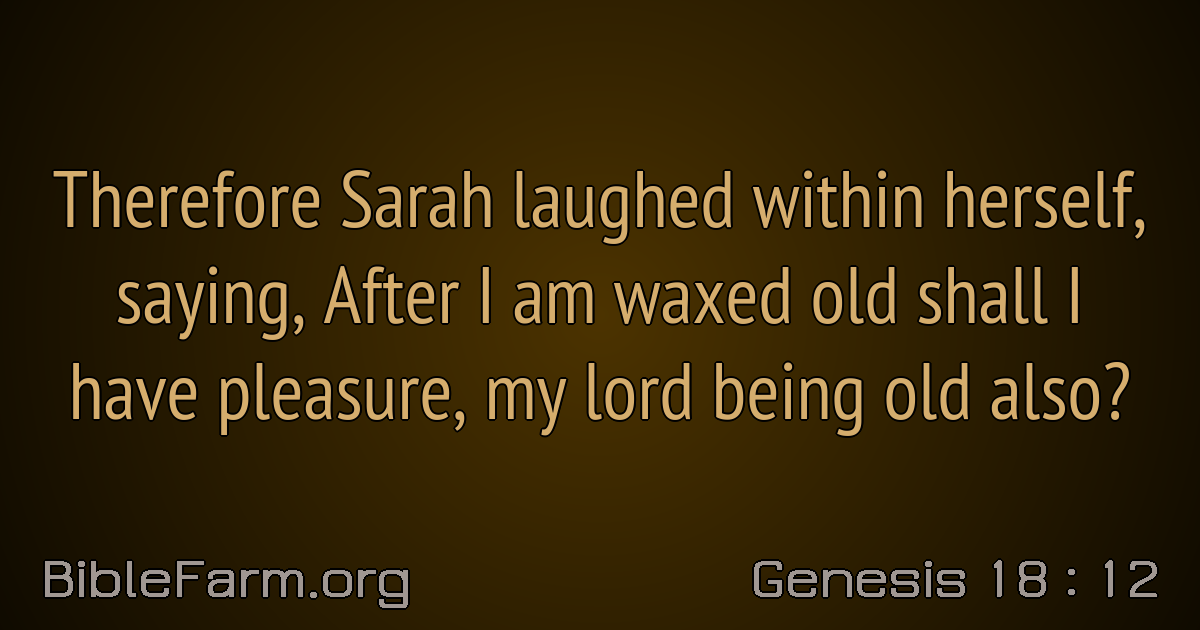 Therefore Sarah laughed within herself,
saying, After I am waxed old shall I
have pleasure, my lord being old also?
BibleFarm.org
Genesis 18 : 12